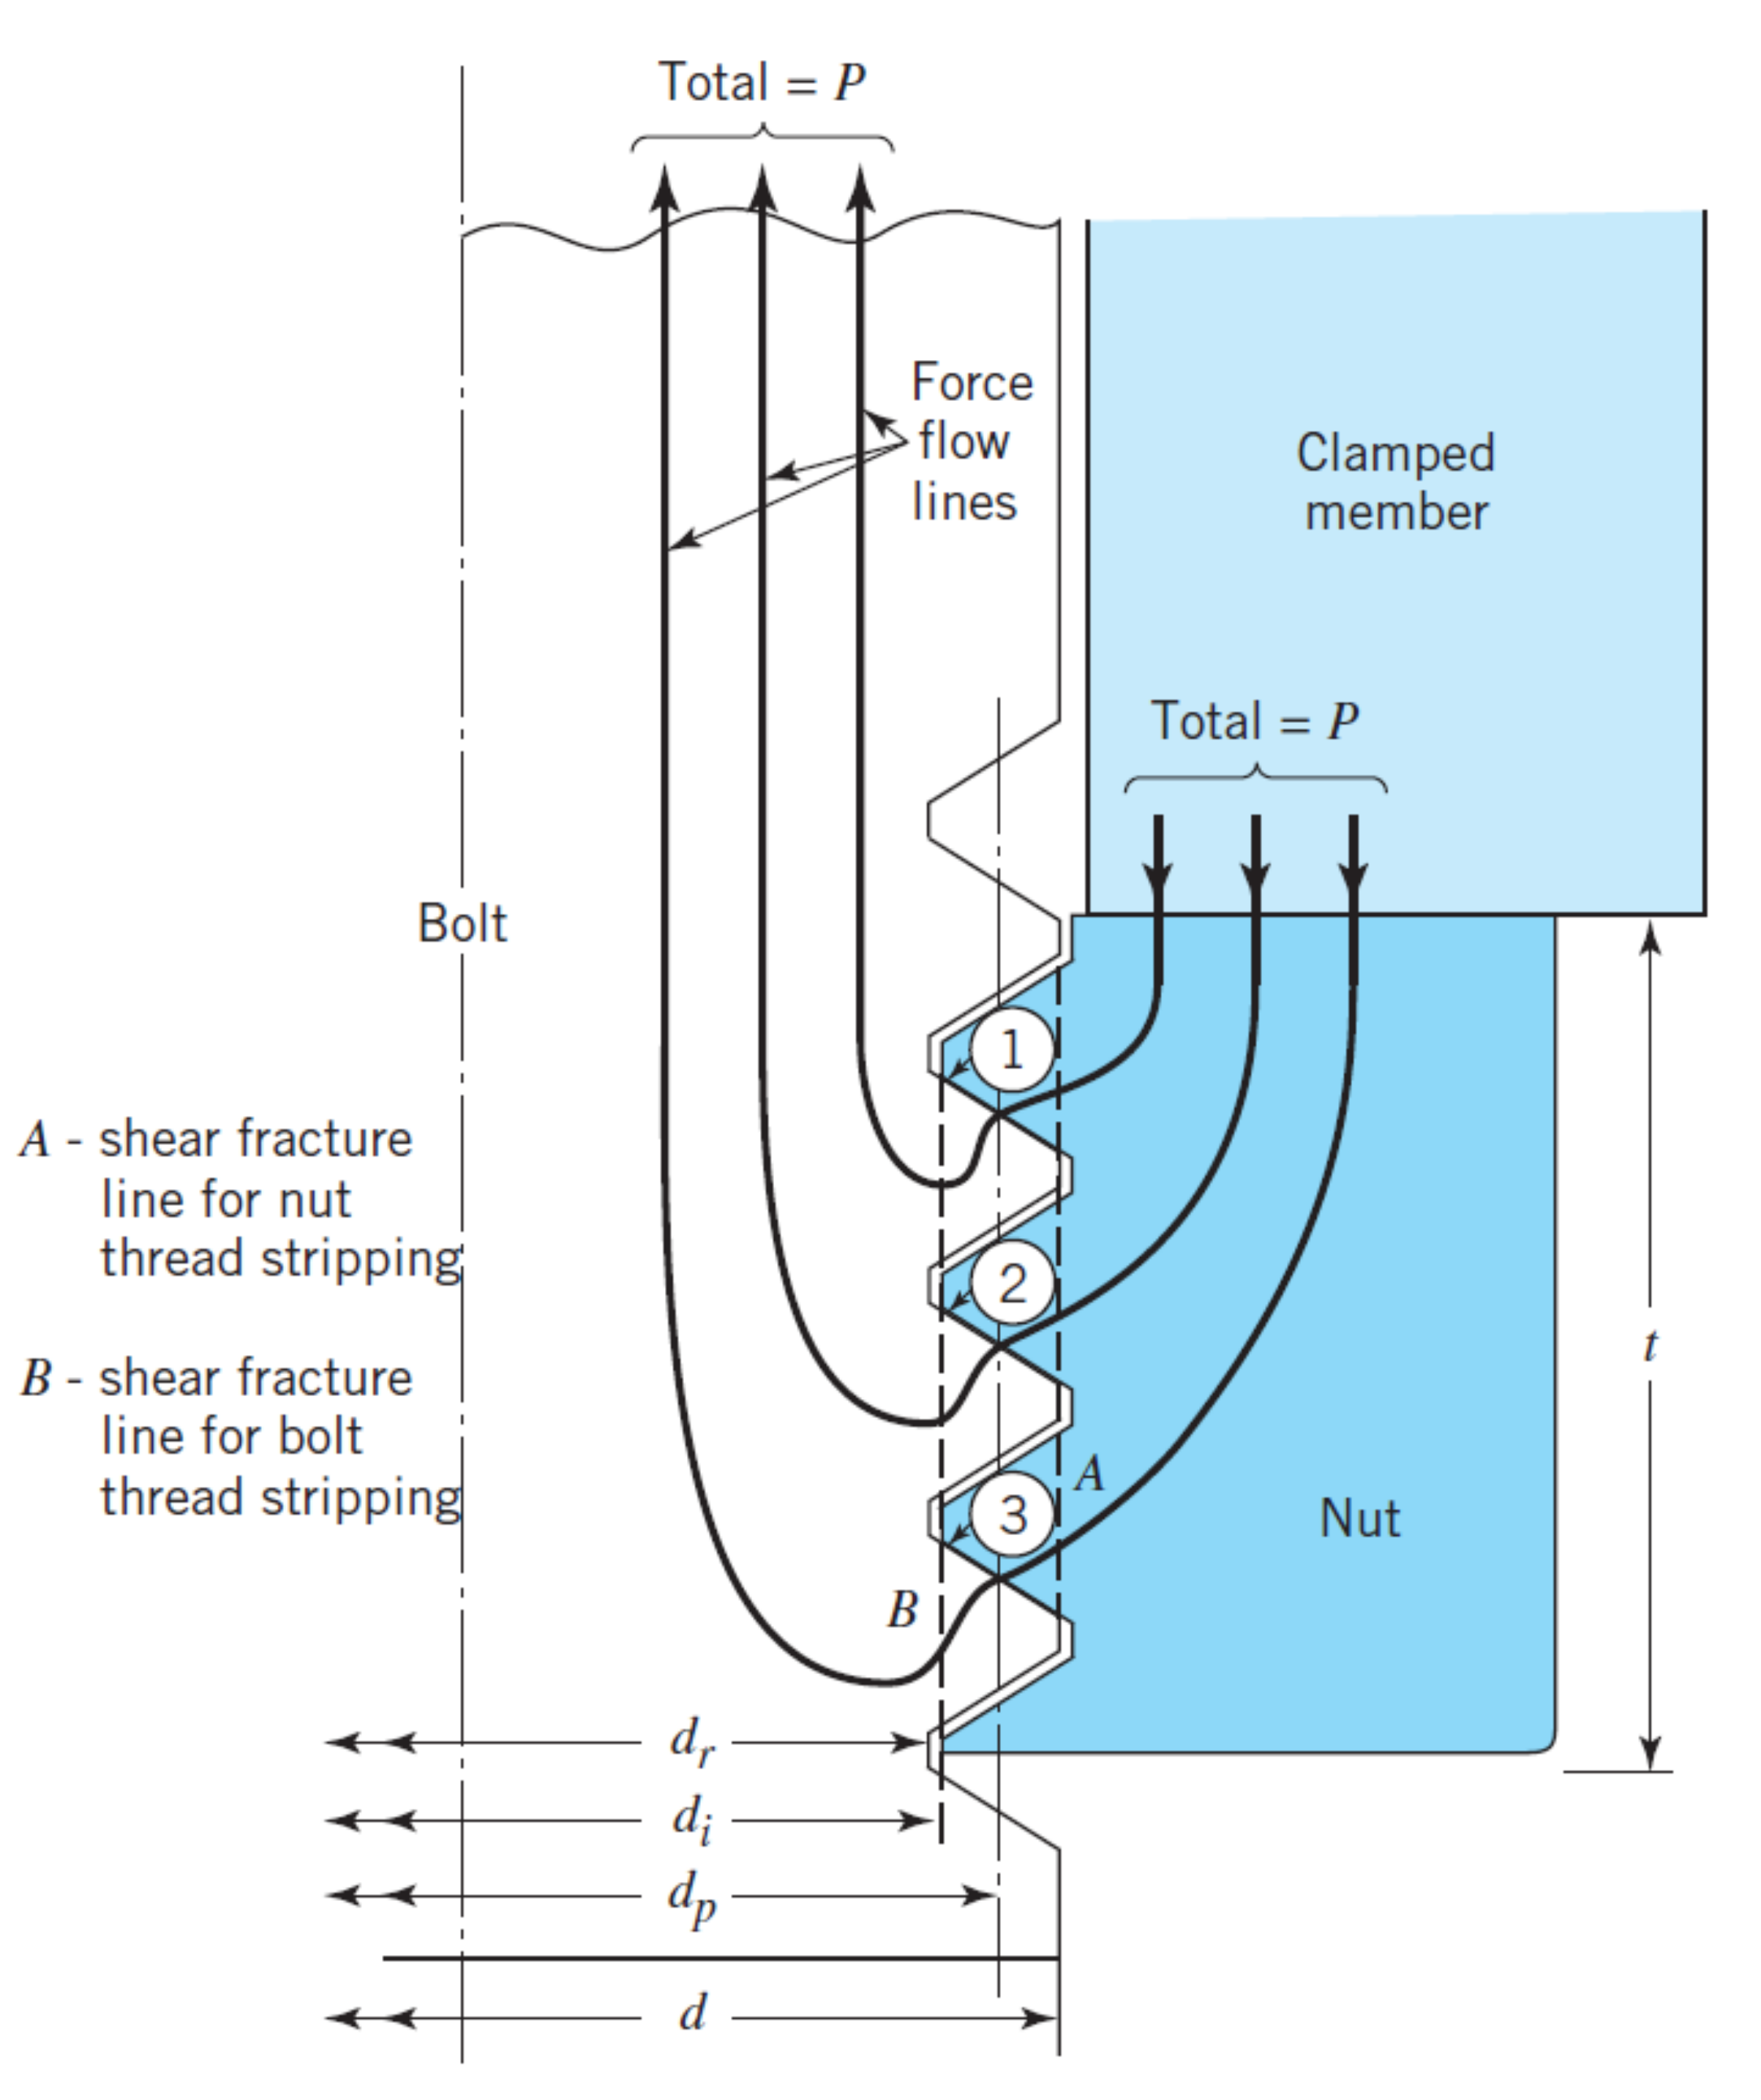 Total = P
Force
flow
lines
Clamped
member
Total = P
Bolt
1
A - shear fracture
line for nut
thread stripping
2
t
B - shear fracture
line for bolt
thread stripping
A
3
Nut
B
d_r
d_i
d_p
d